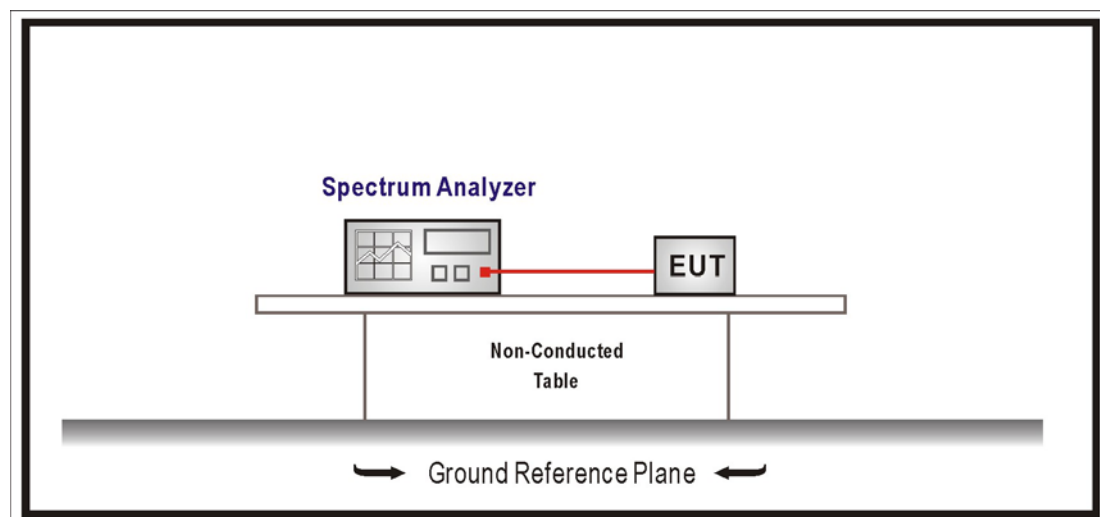 Spectrum Analyzer
EUT
Non-Conducted
Table
Ground Reference Plane